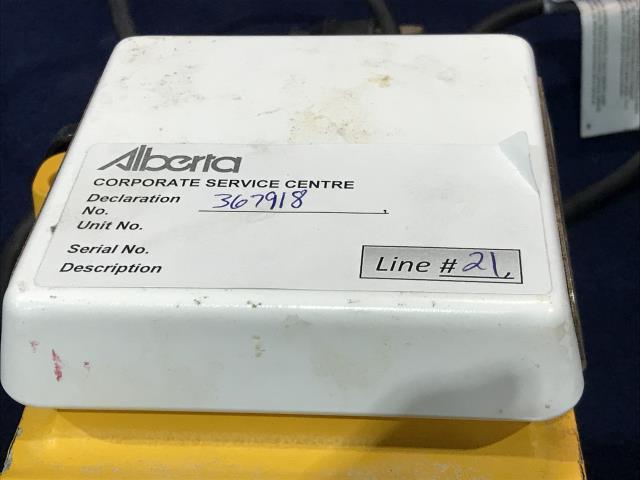 Alberta
CORPORATE SERVICE CENTRE
Declaration No. 367918,
Unit No.
Serial No.
Description
Line # 21,